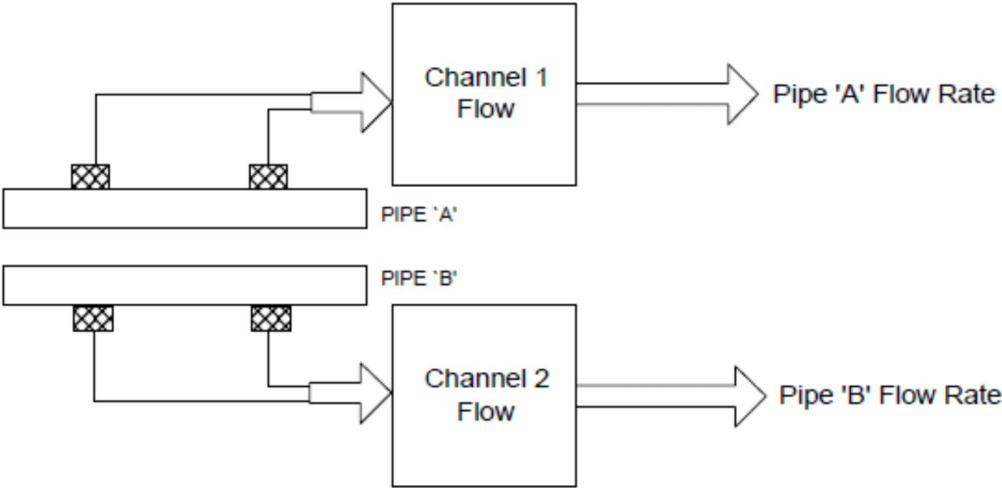 Channel 1
Flow
Pipe 'A' Flow Rate
PIPE `A'
PIPE `B'
Channel 2
Flow
Pipe 'B' Flow Rate